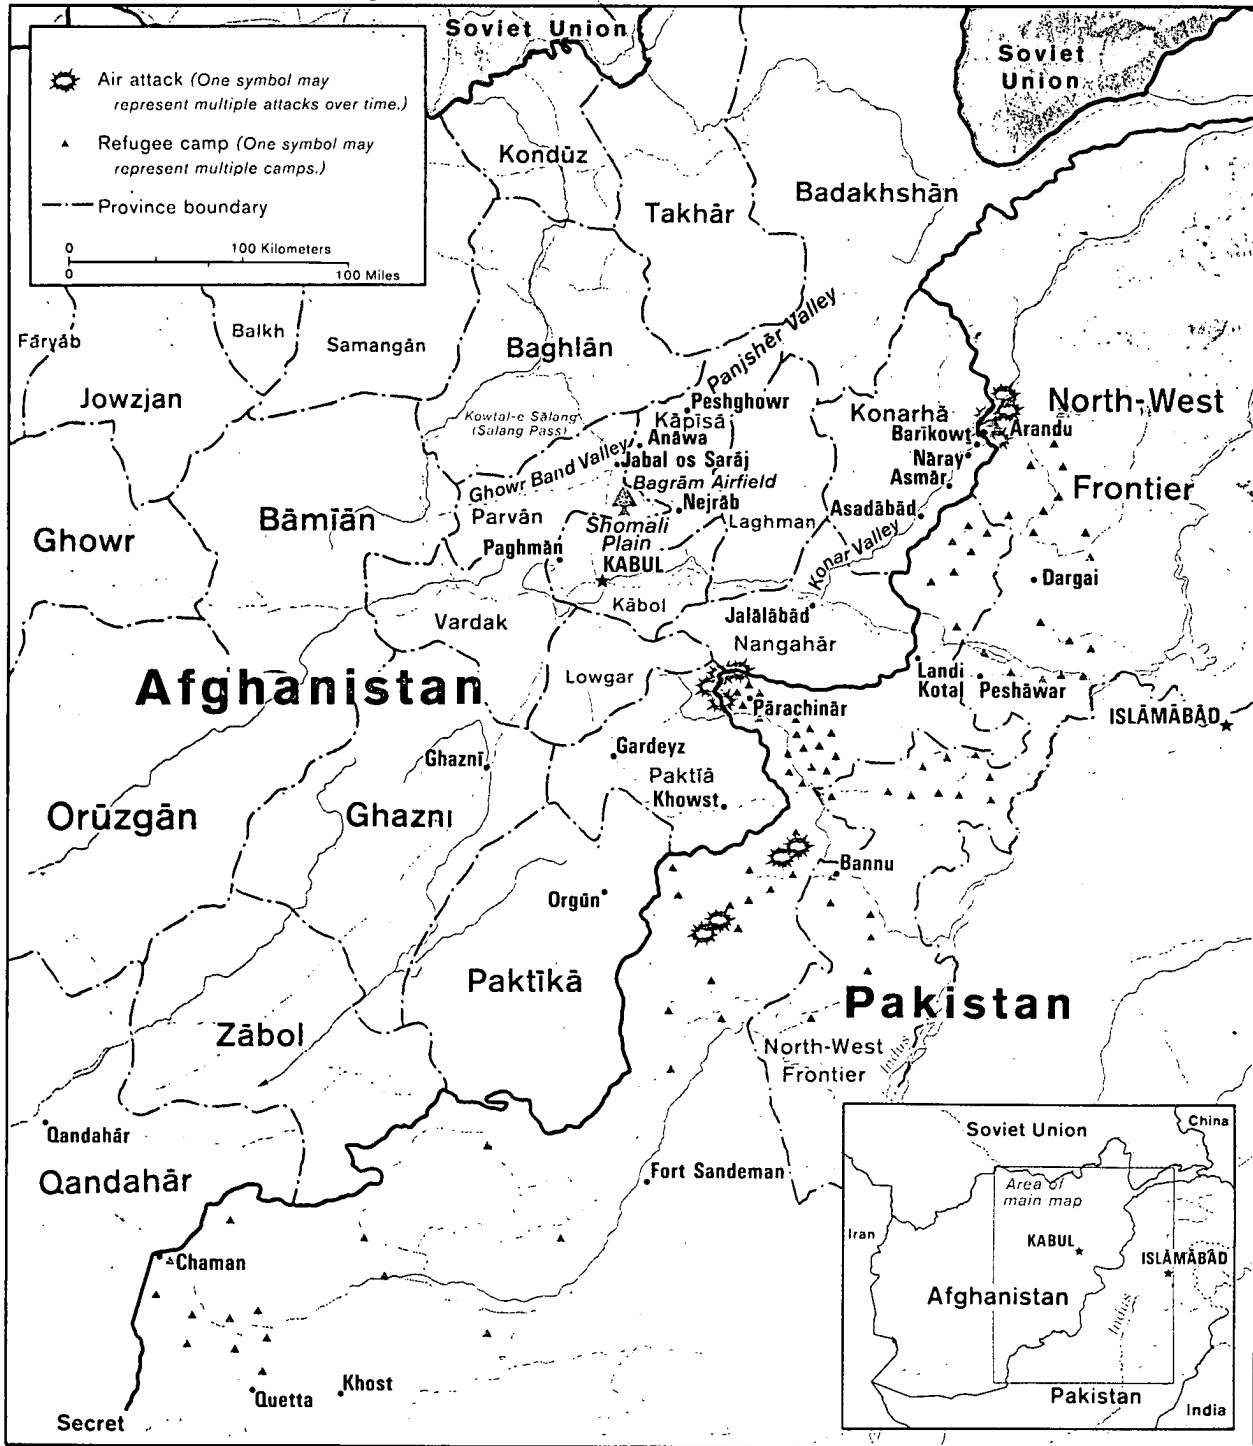 Soviet Union
Soviet
Union
Air attack (One symbol may
represent multiple attacks over time.)
Refugee camp (One symbol may
represent multiple camps.)
Province boundary
0 100 Kilometers
0 100 Miles
Kondūz
Takhār
Badakhshān
Fāryāb
Balkh
Samangān
Baghlān
Jowzjan
Panjshēr Valley
Peshghowr
Kāpīsā
Kowtal-e Sālang
(Salang Pass)
Anāwa
Jabal os Sarāj
Ghowr Band Valley
Bagrām Airfield
Nejrāb
Konarhā
Barīkowt
Arandu
Nāray
Asmār
North-West
Frontier
Asadābād
Ghowr
Bāmīān
Parvān
Shomali
Plain
Laghman
Paghmān
KABUL
Konar Valley
Dargai
Kābol
Jalālābād
Vardak
Nangahār
Afghanistan
Lowgar
Landi
Kotal
Peshāwar
Pārachinār
ISLĀMĀBĀD
Gardeyz
Ghaznī
Paktīā
Khowst
Orūzgān
Ghaznı
Bannu
Orgūn
Paktīkā
Pakistan
Zābol
North-West
Frontier
Indus
Qandahār
Qandahār
Fort Sandeman
Chaman
Khost
Quetta
Secret
Soviet Union
China
Area of
main map
Iran
KABUL
ISLĀMĀBĀD
Afghanistan
Indus
Pakistan
India